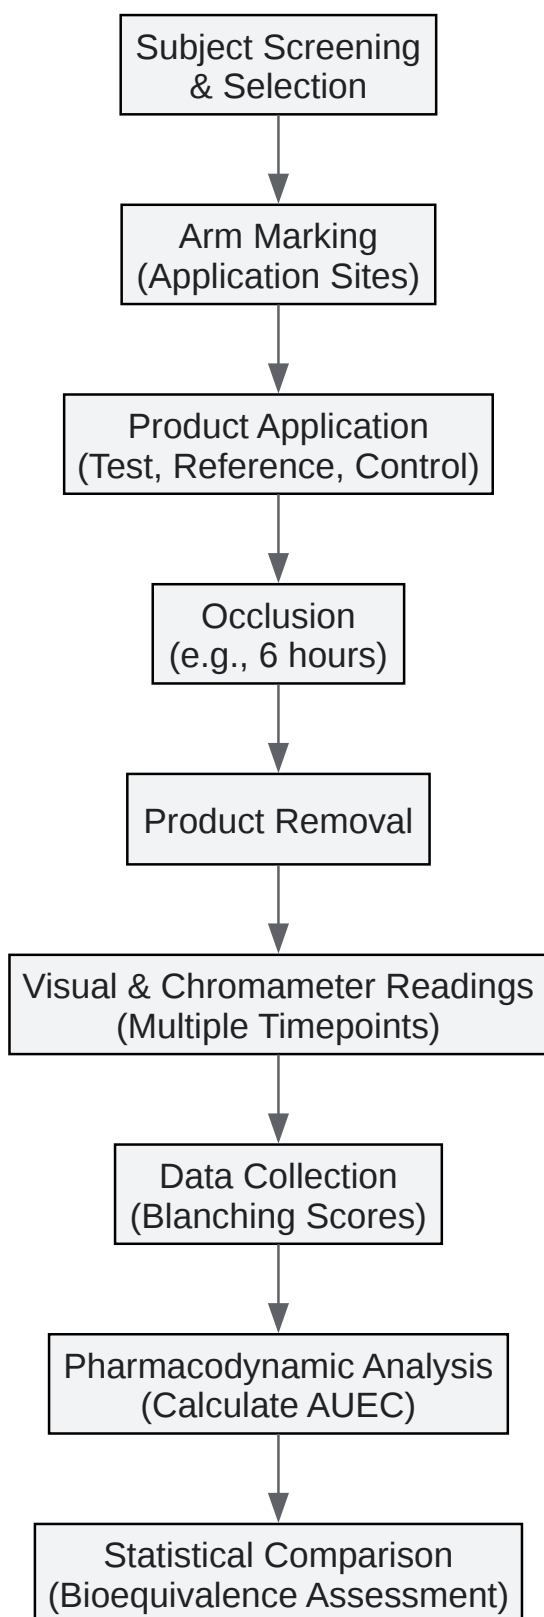 Subject Screening
& Selection
Arm Marking
(Application Sites)
Product Application
(Test, Reference, Control)
Occlusion
(e.g., 6 hours)
Product Removal
Visual & Chromameter Readings
(Multiple Timepoints)
Data Collection
(Blanching Scores)
Pharmacodynamic Analysis
(Calculate AUEC)
Statistical Comparison
(Bioequivalence Assessment)